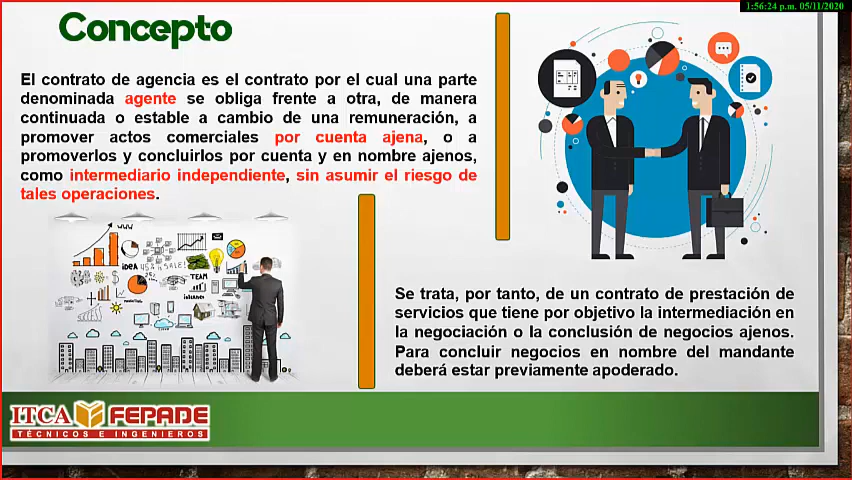 1:56:24 p.m. 05/11/2020
Concepto
El contrato de agencia es el contrato por el cual una parte
denominada agente se obliga frente a otra, de manera
continuada o estable a cambio de una remuneración, a
promover actos comerciales por cuenta ajena, o a
promoverlos y concluirlos por cuenta y en nombre ajenos,
como intermediario independiente, sin asumir el riesgo de
tales operaciones.
IDEA
SALE!
TEAM
Se trata, por tanto, de un contrato de prestación de
servicios que tiene por objetivo la intermediación en
la negociación o la conclusión de negocios ajenos.
Para concluir negocios en nombre del mandante
deberá estar previamente apoderado.
ITCA FEPADE
TÉCNICOS E INGENIEROS